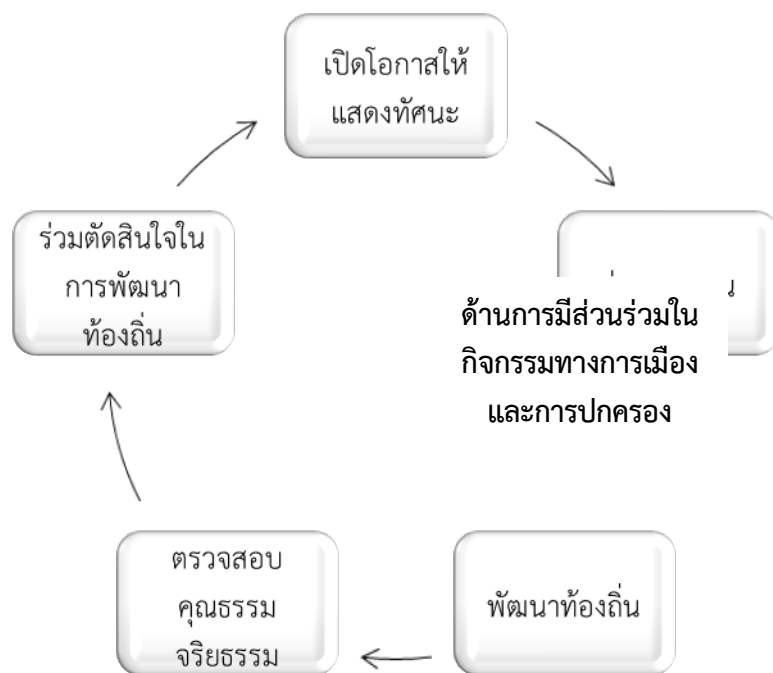 เปิดโอกาสให้
แสดงทัศนะ
ร่วมตัดสินใจใน
การพัฒนา
ท้องถิ่น
ด้านการมีส่วนร่วมใน
กิจกรรมทางการเมือง
และการปกครอง
ตรวจสอบ
คุณธรรม
จริยธรรม
พัฒนาท้องถิ่น